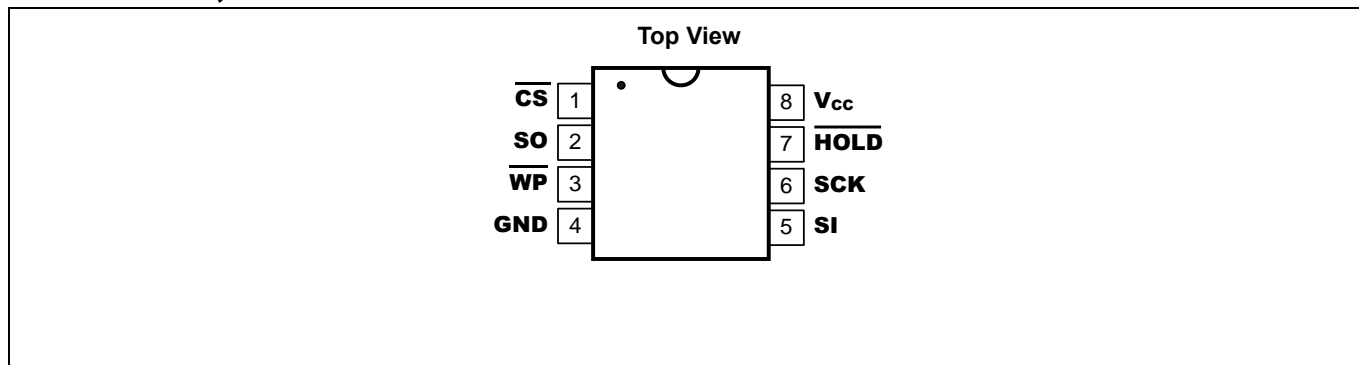 Top View
CS 1
SO 2
WP 3
GND 4
8 Vcc
7 HOLD
6 SCK
5 SI